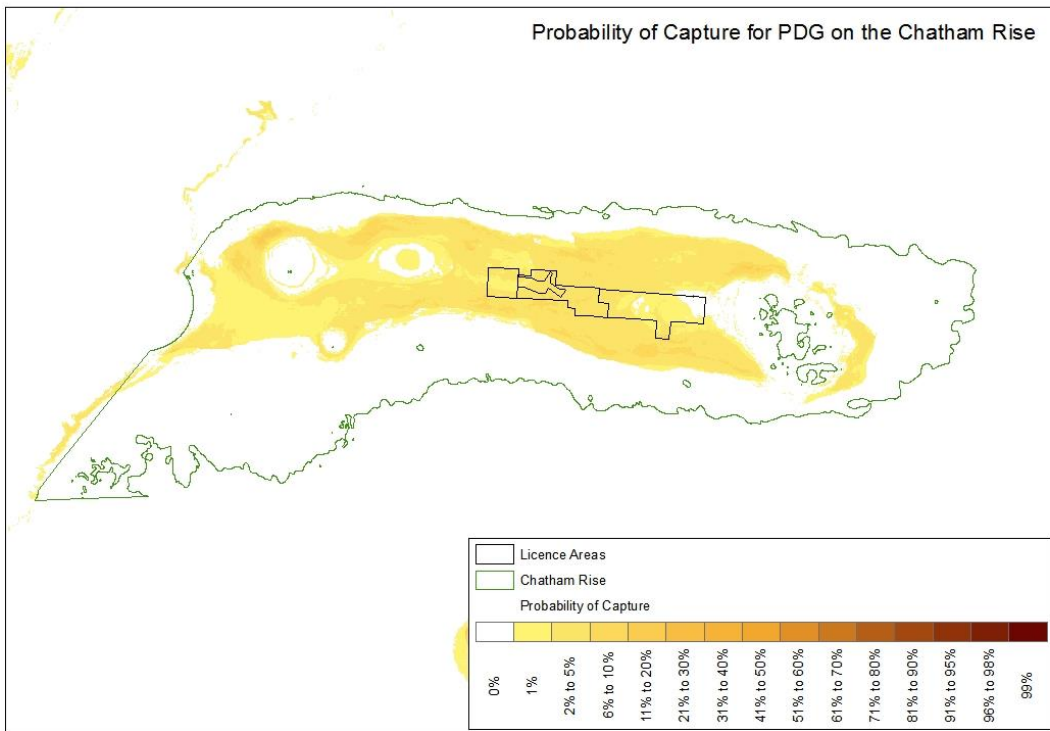 Probability of Capture for PDG on the Chatham Rise
Licence Areas
Chatham Rise
Probability of Capture
0%
1%
2% to 5%
6% to 10%
11% to 20%
21% to 30%
31% to 40%
41% to 50%
51% to 60%
61% to 70%
71% to 80%
81% to 90%
91% to 95%
96% to 98%
99%